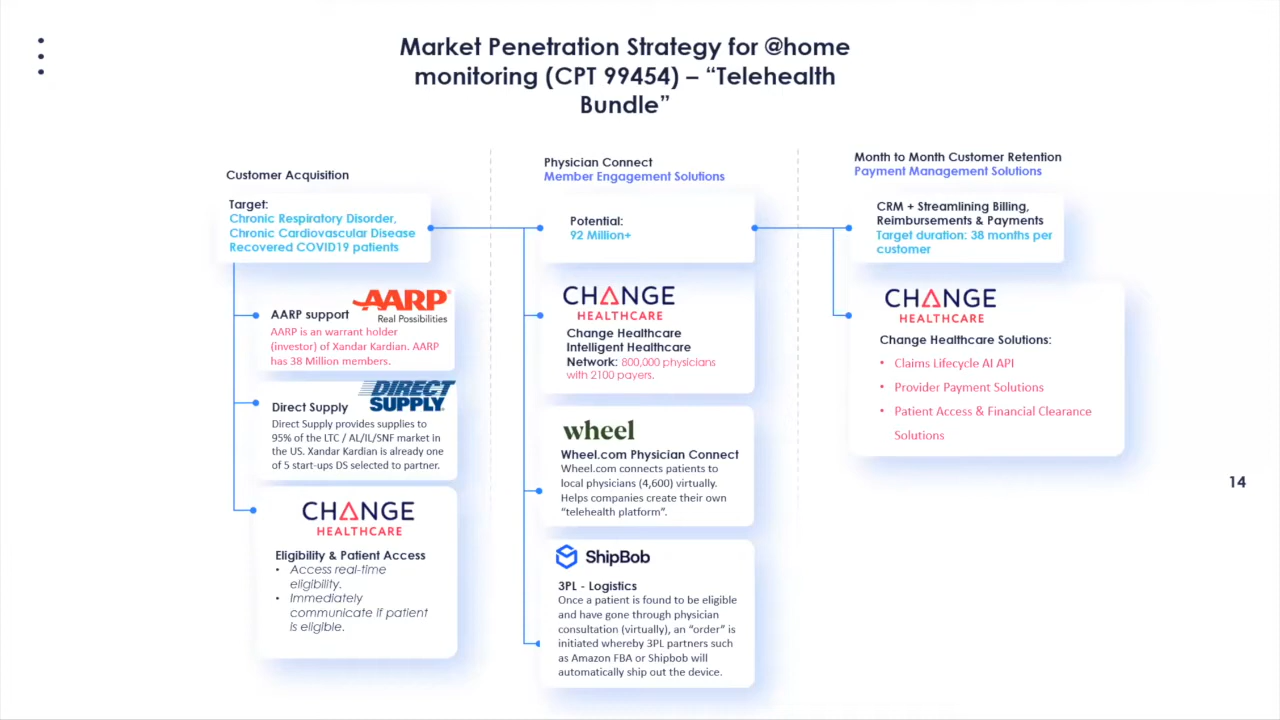 Market Penetration Strategy for @home
monitoring (CPT 99454) – “Telehealth
Bundle”
Customer Acquisition
Target:
Chronic Respiratory Disorder,
Chronic Cardiovascular Disease
Recovered COVID19 patients
AARP®
Real Possibilities
AARP support
AARP is an warrant holder
(investor) of Xandar Kardian. AARP
has 38 Million members.
DIRECT
SUPPLY
Direct Supply
Direct Supply provides supplies to
95% of the LTC / AL/IL/SNF market in
the US. Xandar Kardian is already one
of 5 start-ups DS selected to partner.
CHANGE
HEALTHCARE
Eligibility & Patient Access
• Access real-time
eligibility.
• Immediately
communicate if patient
is eligible.
Physician Connect
Member Engagement Solutions
Potential:
92 Million+
CHANGE
HEALTHCARE
Change Healthcare
Intelligent Healthcare
Network: 800,000 physicians
with 2100 payers.
wheel
Wheel.com Physician Connect
Wheel.com connects patients to
local physicians (4,600) virtually.
Helps companies create their own
“telehealth platform”.
ShipBob
3PL - Logistics
Once a patient is found to be eligible
and have gone through physician
consultation (virtually), an “order” is
initiated whereby 3PL partners such
as Amazon FBA or Shipbob will
automatically ship out the device.
Month to Month Customer Retention
Payment Management Solutions
CRM + Streamlining Billing,
Reimbursements & Payments
Target duration: 38 months per
customer
CHANGE
HEALTHCARE
Change Healthcare Solutions:
• Claims Lifecycle AI API
• Provider Payment Solutions
• Patient Access & Financial Clearance
Solutions
14